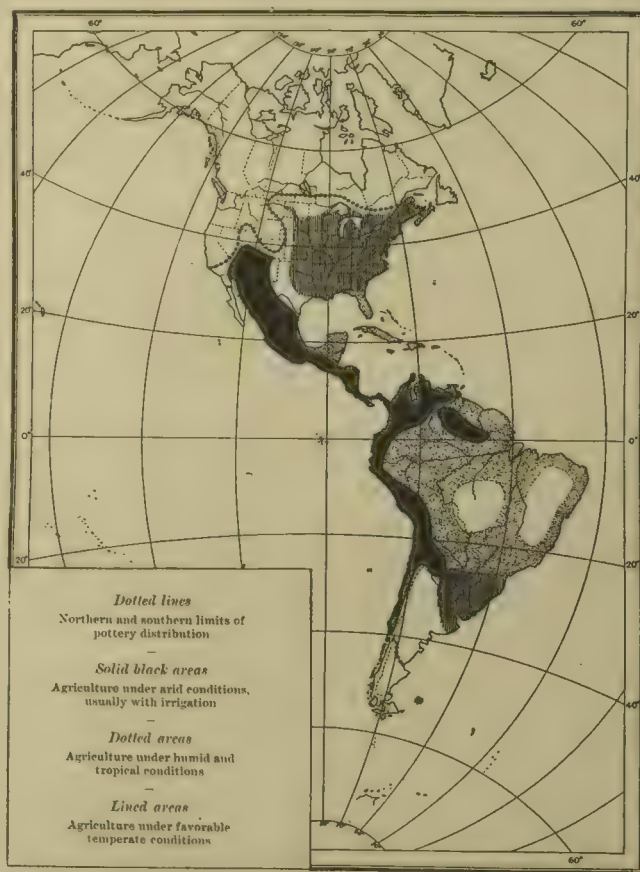 60°
60°
40°
40°
20°
20°
0°
0°
20°
20°
40°
60°
Dotted lines
Northern and southern limits of
pottery distribution
Solid black areas
Agriculture under arid conditions,
usually with irrigation
Dotted areas
Agriculture under humid and
tropical conditions
Lined areas
Agriculture under favorable
temperate conditions